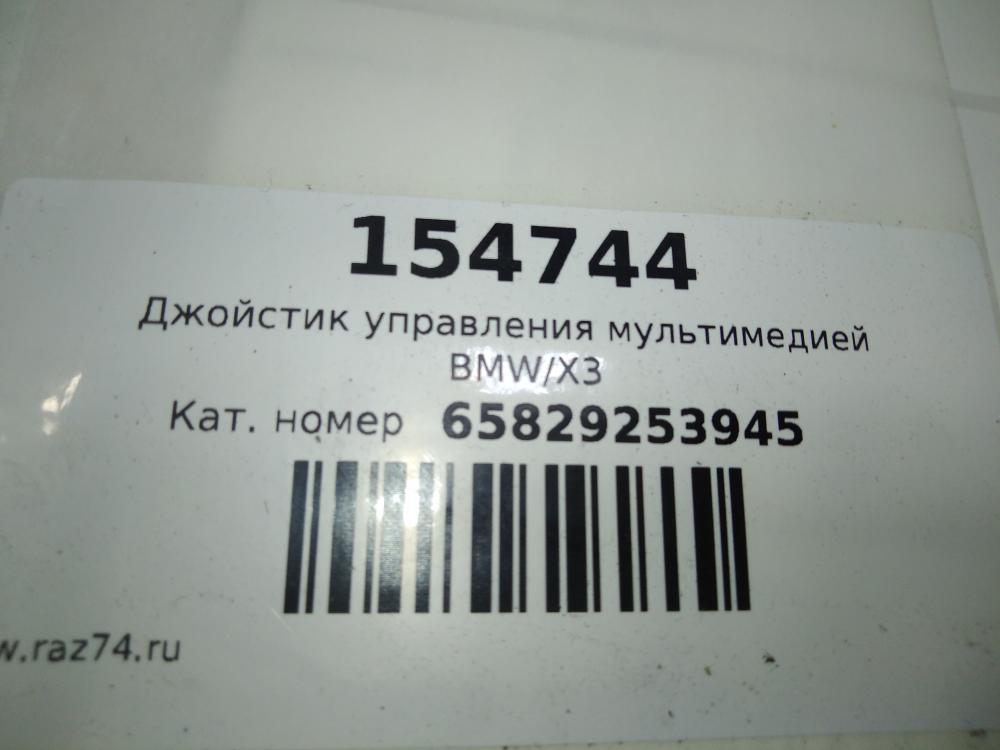 154744
Джойстик управления мультимедией
BMW/X3
Кат. номер 65829253945
w.raz74.ru